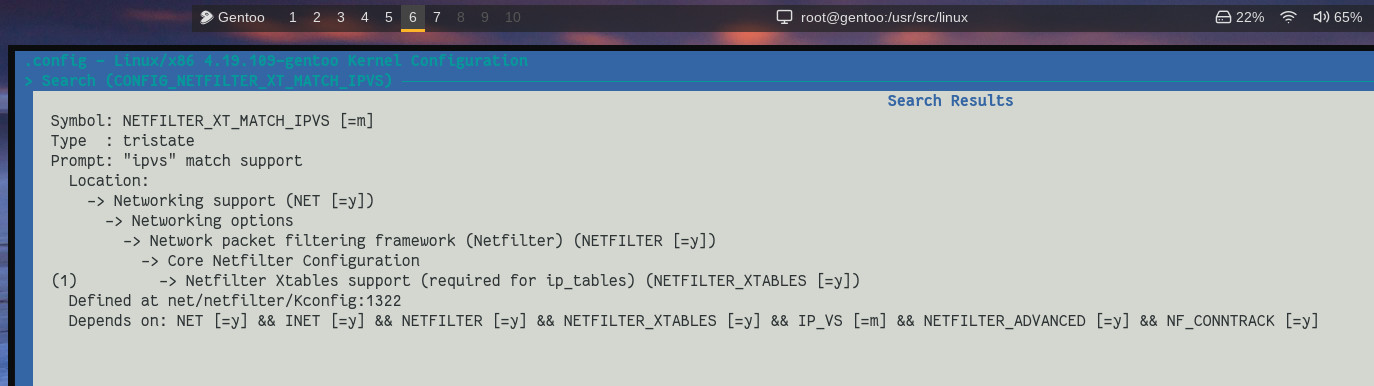 Gentoo 1 2 3 4 5 6 7 8 9 10 root@gentoo:/usr/src/linux 22% 65%
.config - Linux/x86 4.19.109-gentoo Kernel Configuration
> Search (CONFIG_NETFILTER_XT_MATCH_IPVS)
Search Results
Symbol: NETFILTER_XT_MATCH_IPVS [=m]
Type : tristate
Prompt: "ipvs" match support
Location:
-> Networking support (NET [=y])
-> Networking options
-> Network packet filtering framework (Netfilter) (NETFILTER [=y])
-> Core Netfilter Configuration
(1) -> Netfilter Xtables support (required for ip_tables) (NETFILTER_XTABLES [=y])
Defined at net/netfilter/Kconfig:1322
Depends on: NET [=y] && INET [=y] && NETFILTER [=y] && NETFILTER_XTABLES [=y] && IP_VS [=m] && NETFILTER_ADVANCED [=y] && NF_CONNTRACK [=y]